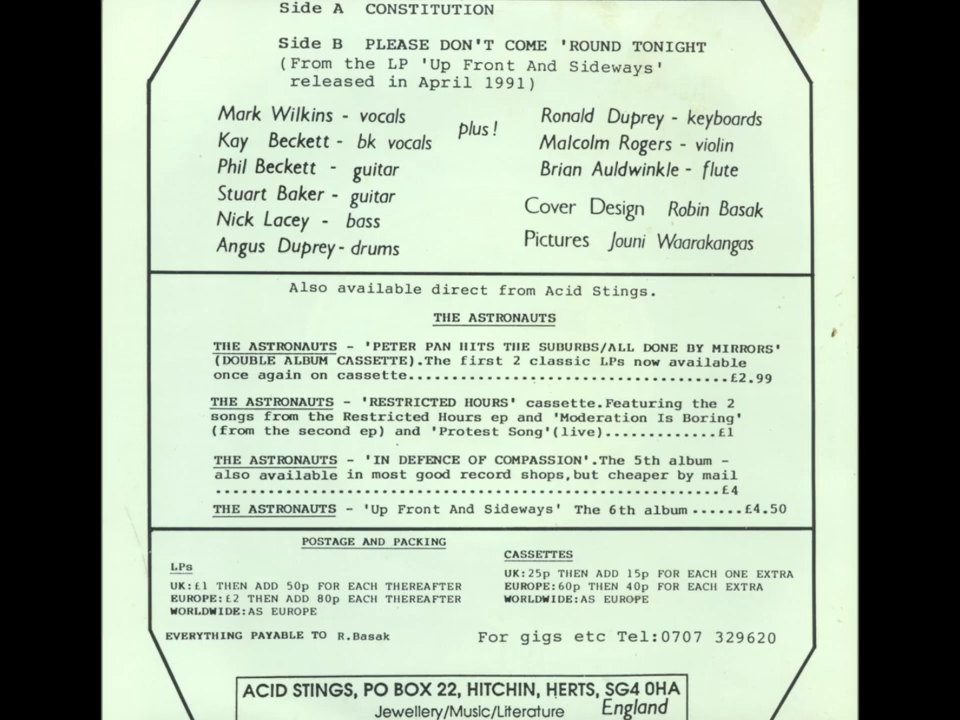 Side A CONSTITUTION
Side B PLEASE DON'T COME 'ROUND TONIGHT
(From the LP 'Up Front And Sideways'
released in April 1991)
Mark Wilkins - vocals
Kay Beckett - bk vocals
Phil Beckett - guitar
Stuart Baker - guitar
Nick Lacey - bass
Angus Duprey - drums
plus!
Ronald Duprey - keyboards
Malcolm Rogers - violin
Brian Auldwinkle - flute
Cover Design Robin Basak
Pictures Jouni Waarakangas
Also available direct from Acid Stings.
THE ASTRONAUTS
THE ASTRONAUTS - 'PETER PAN HITS THE SUBURBS/ALL DONE BY MIRRORS'
(DOUBLE ALBUM CASSETTE).The first 2 classic LPs now available
once again on cassette....................................£2.99
THE ASTRONAUTS - 'RESTRICTED HOURS' cassette.Featuring the 2
songs from the Restricted Hours ep and 'Moderation Is Boring'
(from the second ep) and 'Protest Song'(live).............£1
THE ASTRONAUTS - 'IN DEFENCE OF COMPASSION'.The 5th album -
also available in most good record shops,but cheaper by mail
..........................................................£4
THE ASTRONAUTS - 'Up Front And Sideways' The 6th album ......£4.50
POSTAGE AND PACKING
LPs
UK:£1 THEN ADD 50p FOR EACH THEREAFTER
EUROPE:£2 THEN ADD 80p EACH THEREAFTER
WORLDWIDE:AS EUROPE
CASSETTES
UK:25p THEN ADD 15p FOR EACH ONE EXTRA
EUROPE:60p THEN 40p FOR EACH EXTRA
WORLDWIDE:AS EUROPE
EVERYTHING PAYABLE TO R.Basak
For gigs etc Tel:0707 329620
ACID STINGS, PO BOX 22, HITCHIN, HERTS, SG4 0HA
Jewellery/Music/Literature England